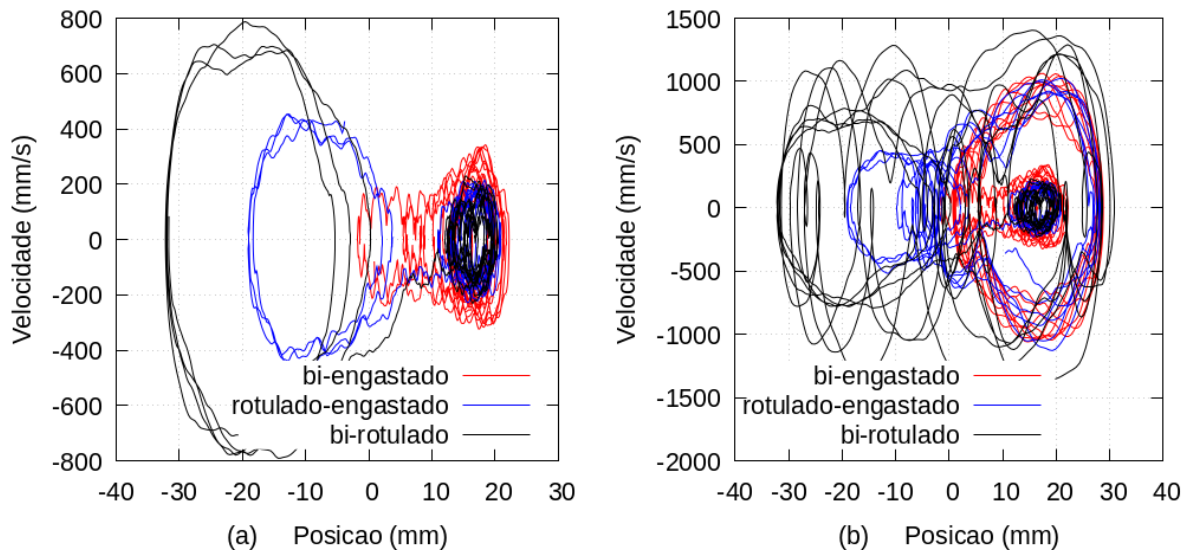 800
600
400
200
0
-200
-400
-600
-800
Velocidade (mm/s)
bi-engastado
rotulado-engastado
bi-rotulado
-40 -30 -20 -10 0 10 20 30
(a) Posicao (mm)
1500
1000
500
0
-500
-1000
-1500
-2000
Velocidade (mm/s)
bi-engastado
rotulado-engastado
bi-rotulado
-40 -30 -20 -10 0 10 20 30 40
(b) Posicao (mm)